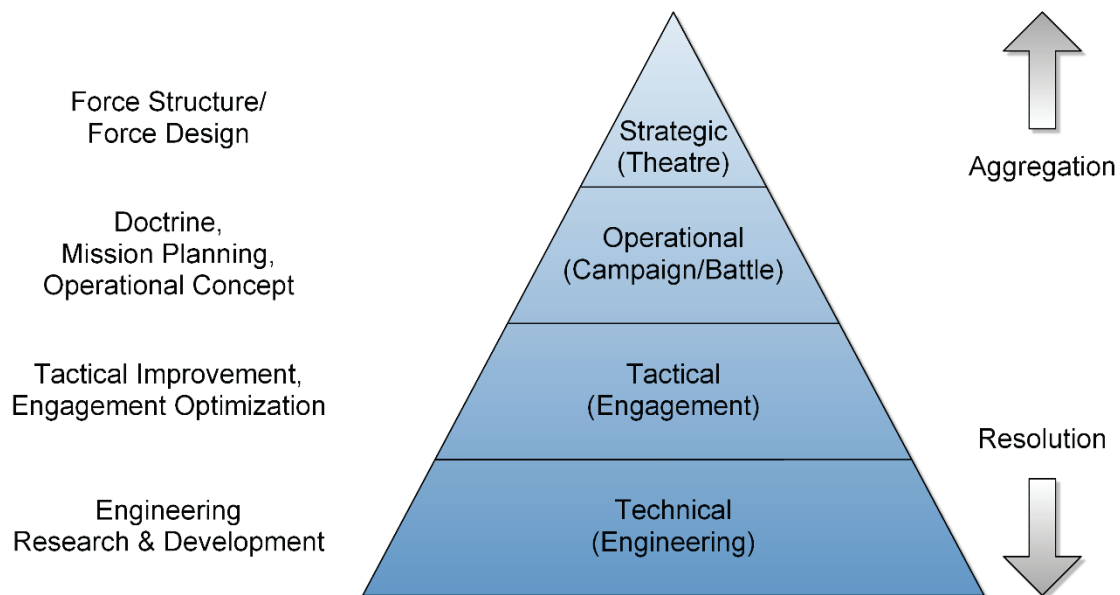 Force Structure/
Force Design
Strategic
(Theatre)
Aggregation
Doctrine,
Mission Planning,
Operational Concept
Operational
(Campaign/Battle)
Tactical Improvement,
Engagement Optimization
Tactical
(Engagement)
Resolution
Engineering
Research & Development
Technical
(Engineering)